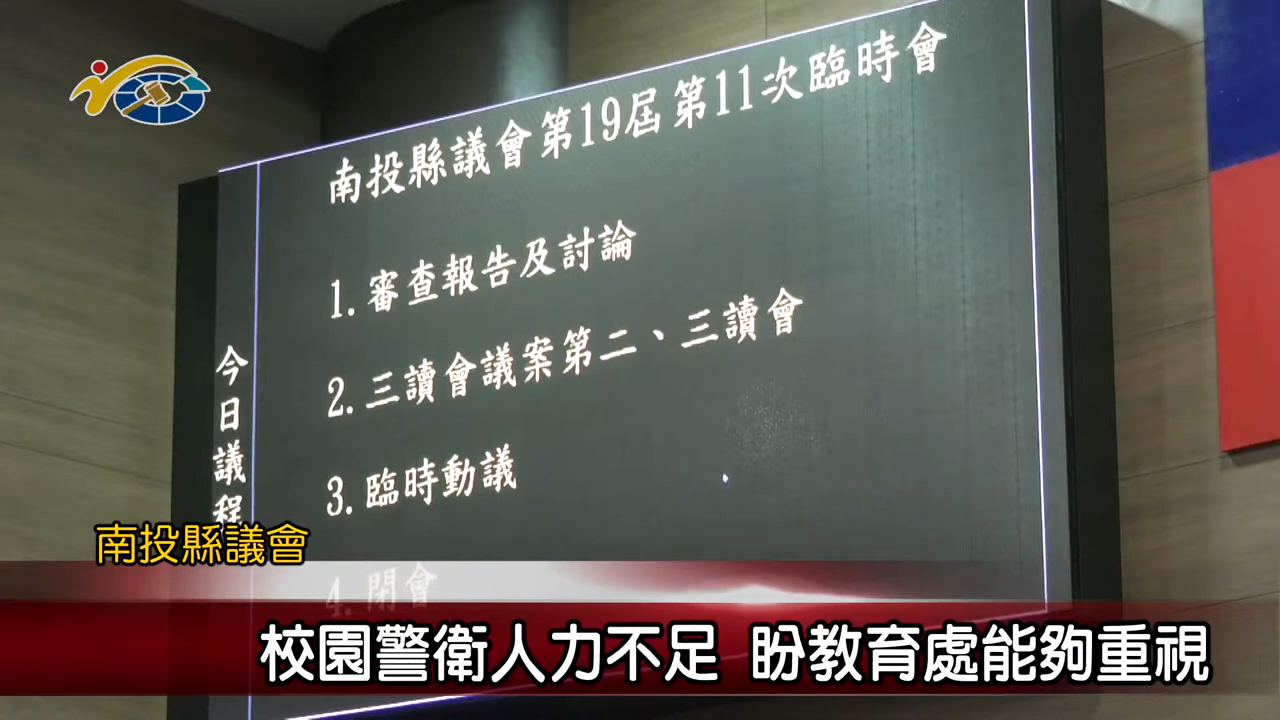 南投縣議會第19屆第11次臨時會
1.審查報告及討論
2.三讀會議案第二、三讀會
3.臨時動議
4.閉會
今日議程
南投縣議會
校園警衛人力不足 盼教育處能夠重視